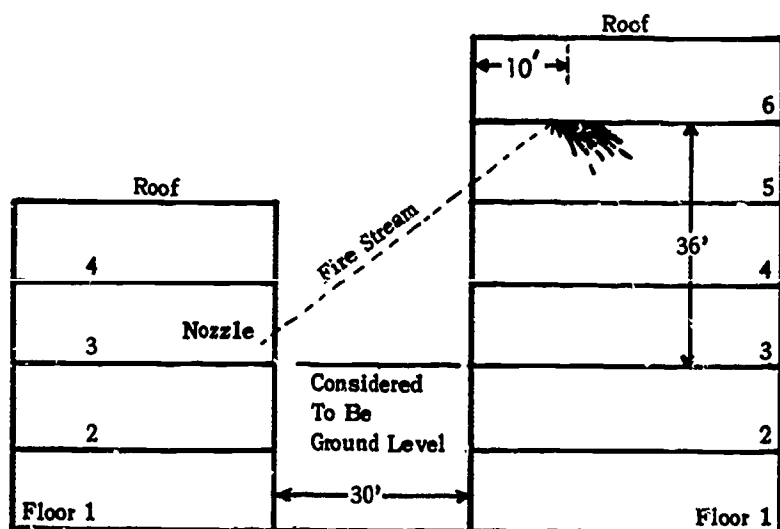 Roof
10'
6
Roof
5
Fire Stream
36'
4
4
Nozzle
3
3
Considered
To Be
Ground Level
2
2
30'
Floor 1
Floor 1